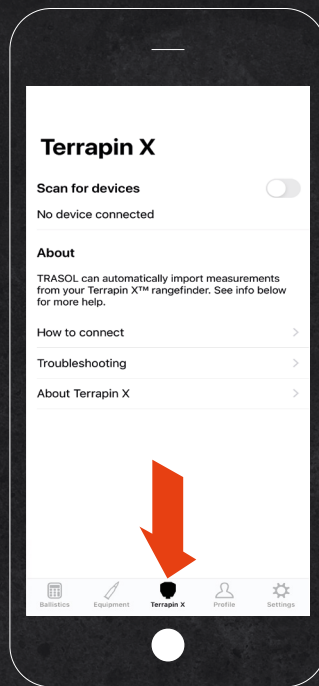 Terrapin X
Scan for devices
No device connected
About
TRASOL can automatically import measurements
from your Terrapin X™ rangefinder. See info below
for more help.
How to connect
Troubleshooting
About Terrapin X
Ballistics Equipment Terrapin X Profile Settings